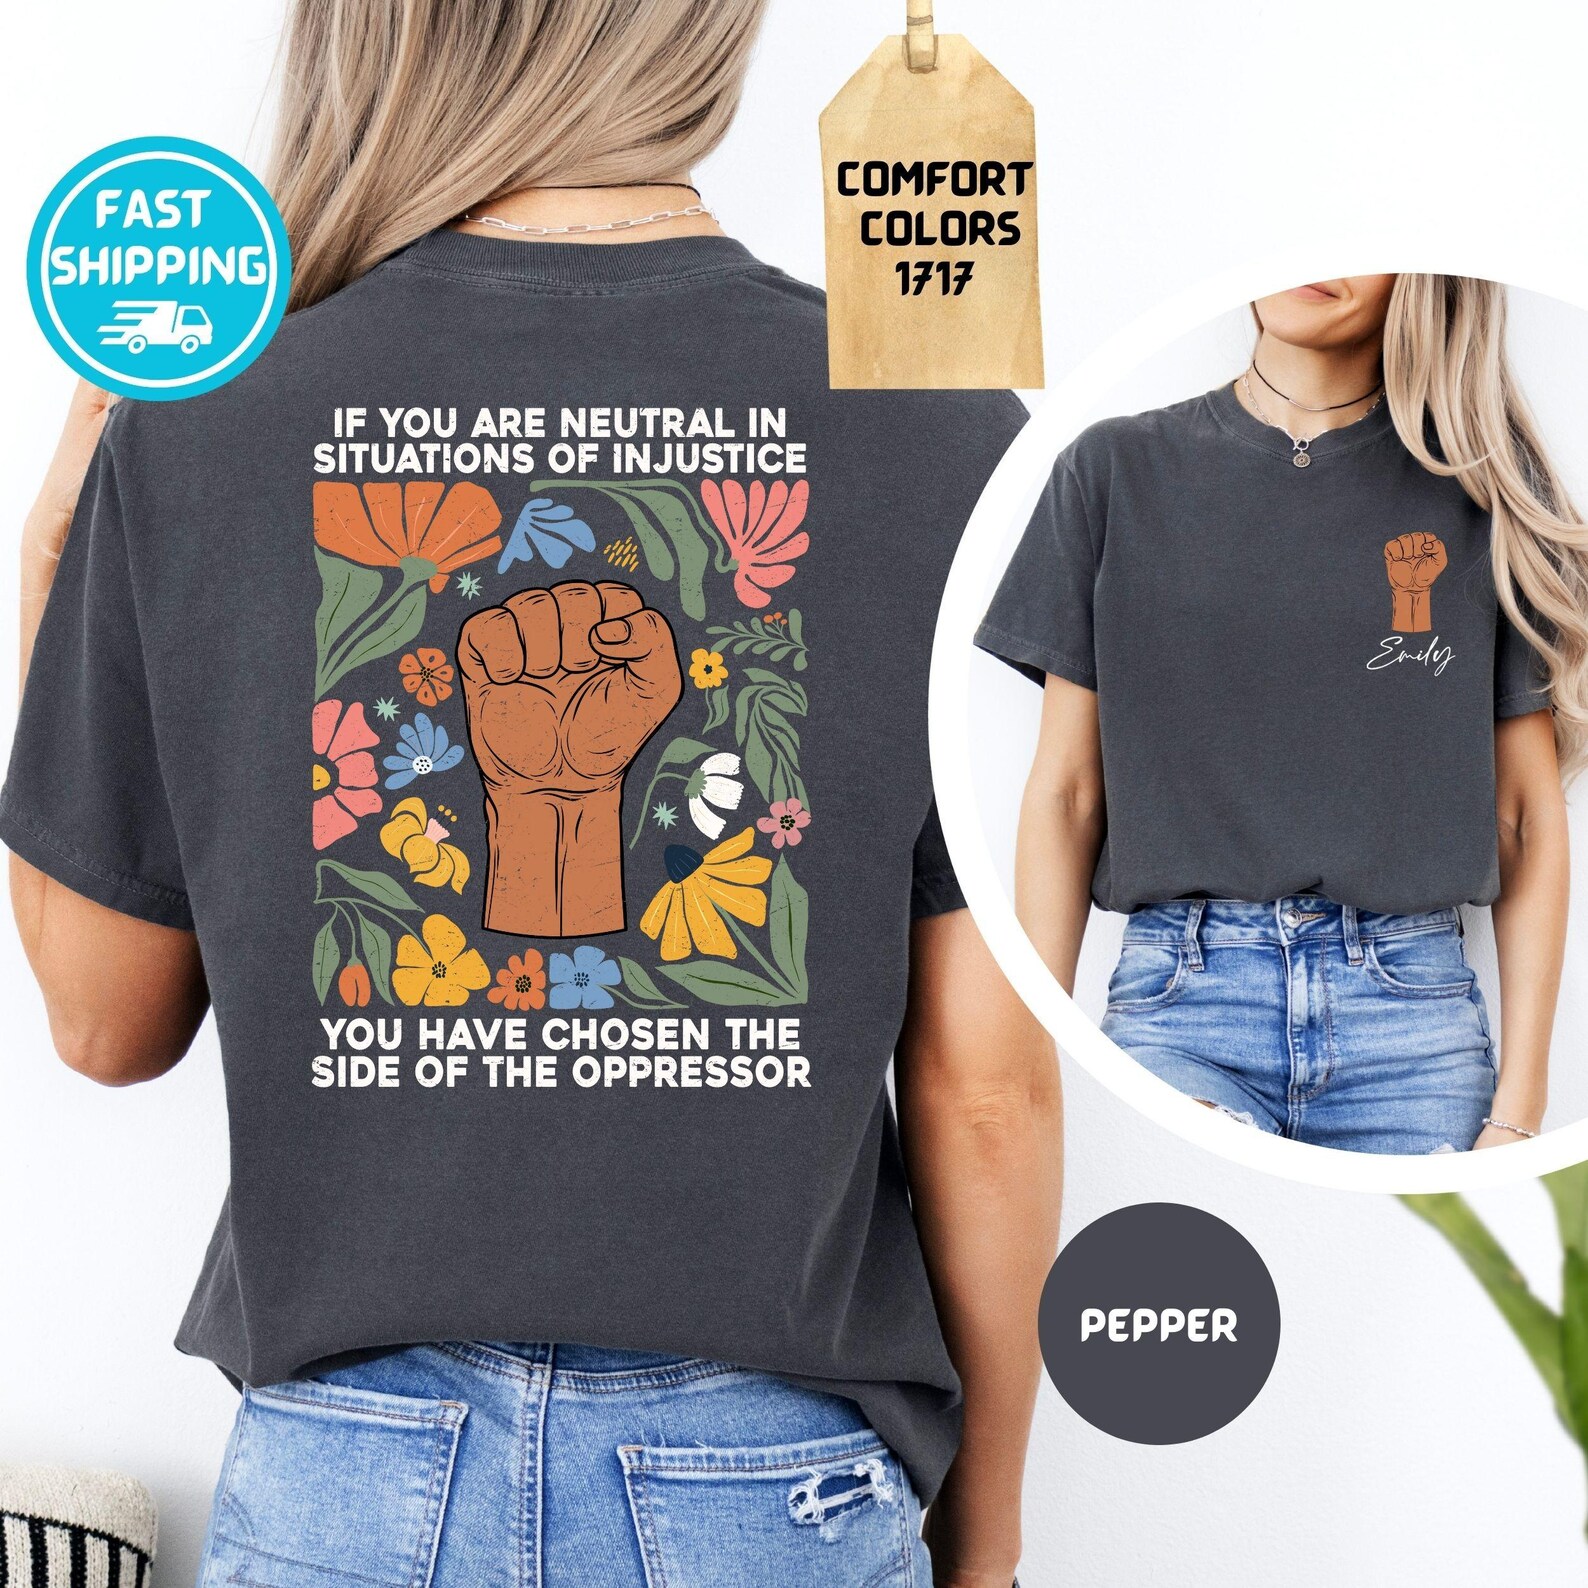 FAST
SHIPPING
COMFORT
COLORS
1717
IF YOU ARE NEUTRAL IN
SITUATIONS OF INJUSTICE
YOU HAVE CHOSEN THE
SIDE OF THE OPPRESSOR
Emily
PEPPER